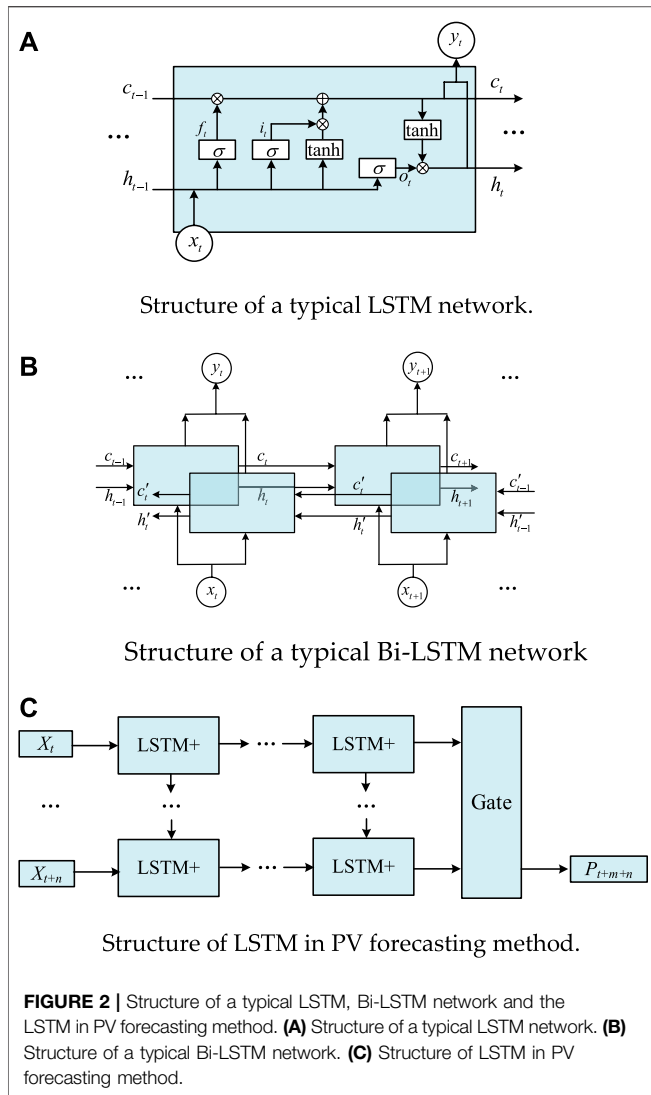 A
y_t
c_{t-1}
c_t
...
f_t
i_t
tanh
...
σ
σ
tanh
h_{t-1}
σ
o_t
h_t
x_t
Structure of a typical LSTM network.
B
...
y_t
y_{t+1}
...
c_{t-1}
c_t
c_{t+1}
h_{t-1}
c'_t
h_t
c'_t
h_{t+1}
c'_{t-1}
h'_t
h'_t
h'_{t-1}
...
x_t
x_{t+1}
...
Structure of a typical Bi-LSTM network
C
X_t
LSTM+
...
LSTM+
...
...
...
Gate
X_{t+n}
LSTM+
...
LSTM+
P_{t+m+n}
Structure of LSTM in PV forecasting method.
FIGURE 2 | Structure of a typical LSTM, Bi-LSTM network and the
LSTM in PV forecasting method. (A) Structure of a typical LSTM network. (B)
Structure of a typical Bi-LSTM network. (C) Structure of LSTM in PV
forecasting method.